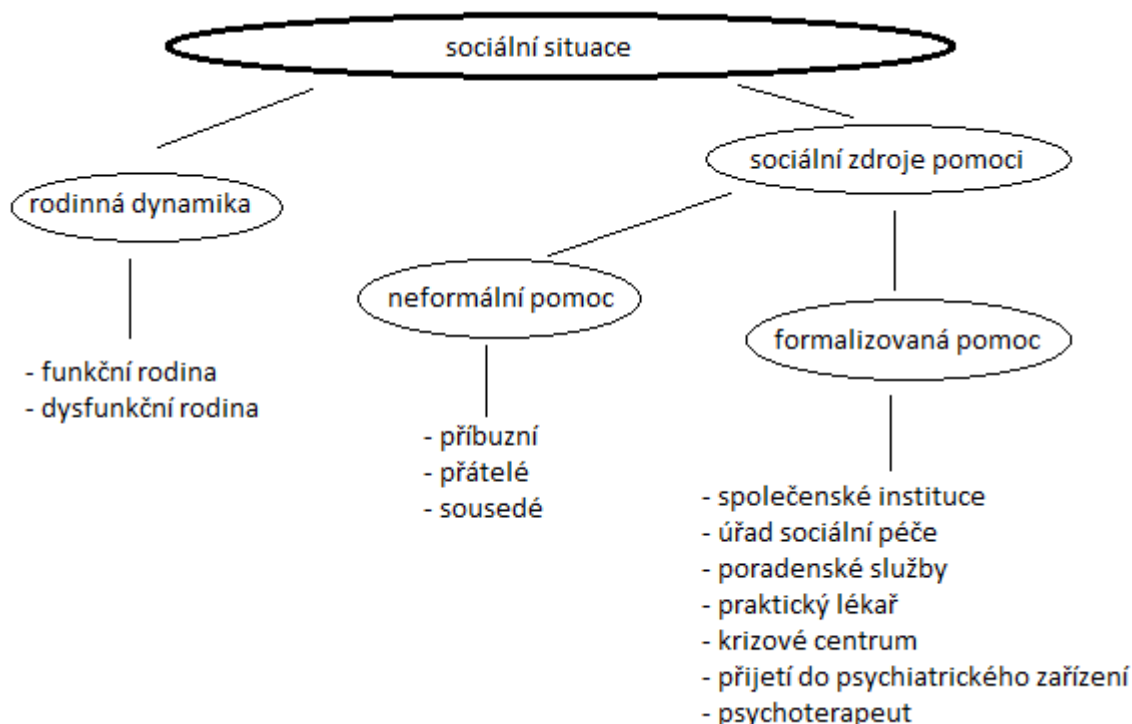 sociální situace
sociální zdroje pomoci
rodinná dynamika
neformální pomoc
formalizovaná pomoc
- funkční rodina
- dysfunkční rodina
- příbuzní
- přátelé
- sousedé
- společenské instituce
- úřad sociální péče
- poradenské služby
- praktický lékař
- krizové centrum
- přijetí do psychiatrického zařízení
- psychoterapeut